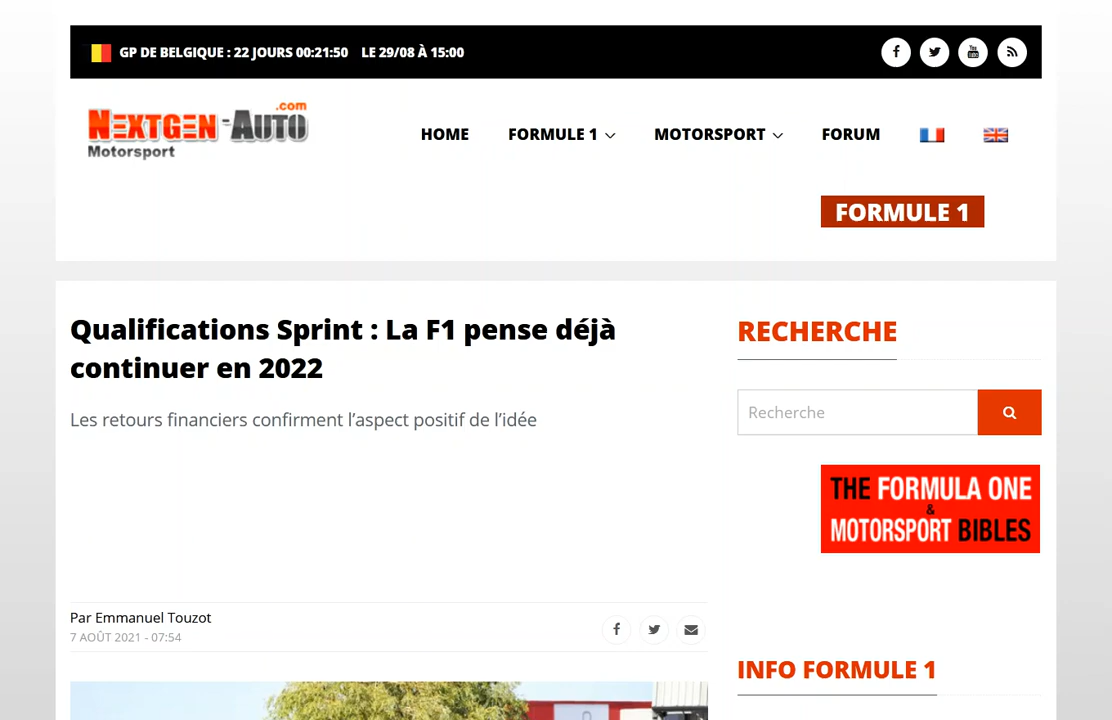 GP DE BELGIQUE : 22 JOURS 00:21:50 LE 29/08 À 15:00
You Tube
NEXTGEN-AUTO.com
Motorsport
HOME FORMULE 1 MOTORSPORT FORUM
FORMULE 1
Qualifications Sprint : La F1 pense déjà
continuer en 2022
Les retours financiers confirment l’aspect positif de l’idée
Par Emmanuel Touzot
7 AOÛT 2021 - 07:54
RECHERCHE
Recherche
THE FORMULA ONE
&
MOTORSPORT BIBLES
INFO FORMULE 1